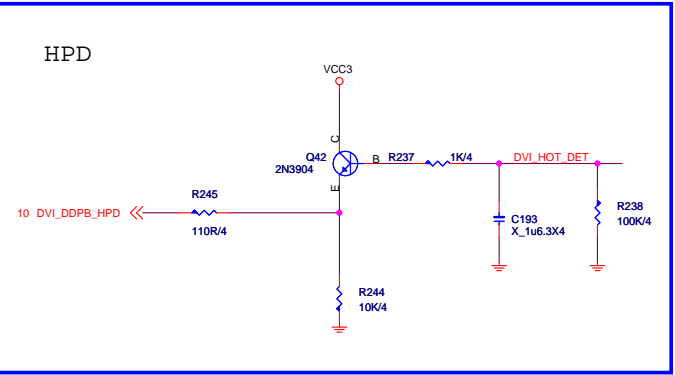 HPD
VCC3
C
Q42
2N3904
B
R237
1K/4
DVI_HOT_DET
E
R245
10 DVI_DDPB_HPD
110R/4
C193
X_1u6.3X4
R238
100K/4
R244
10K/4